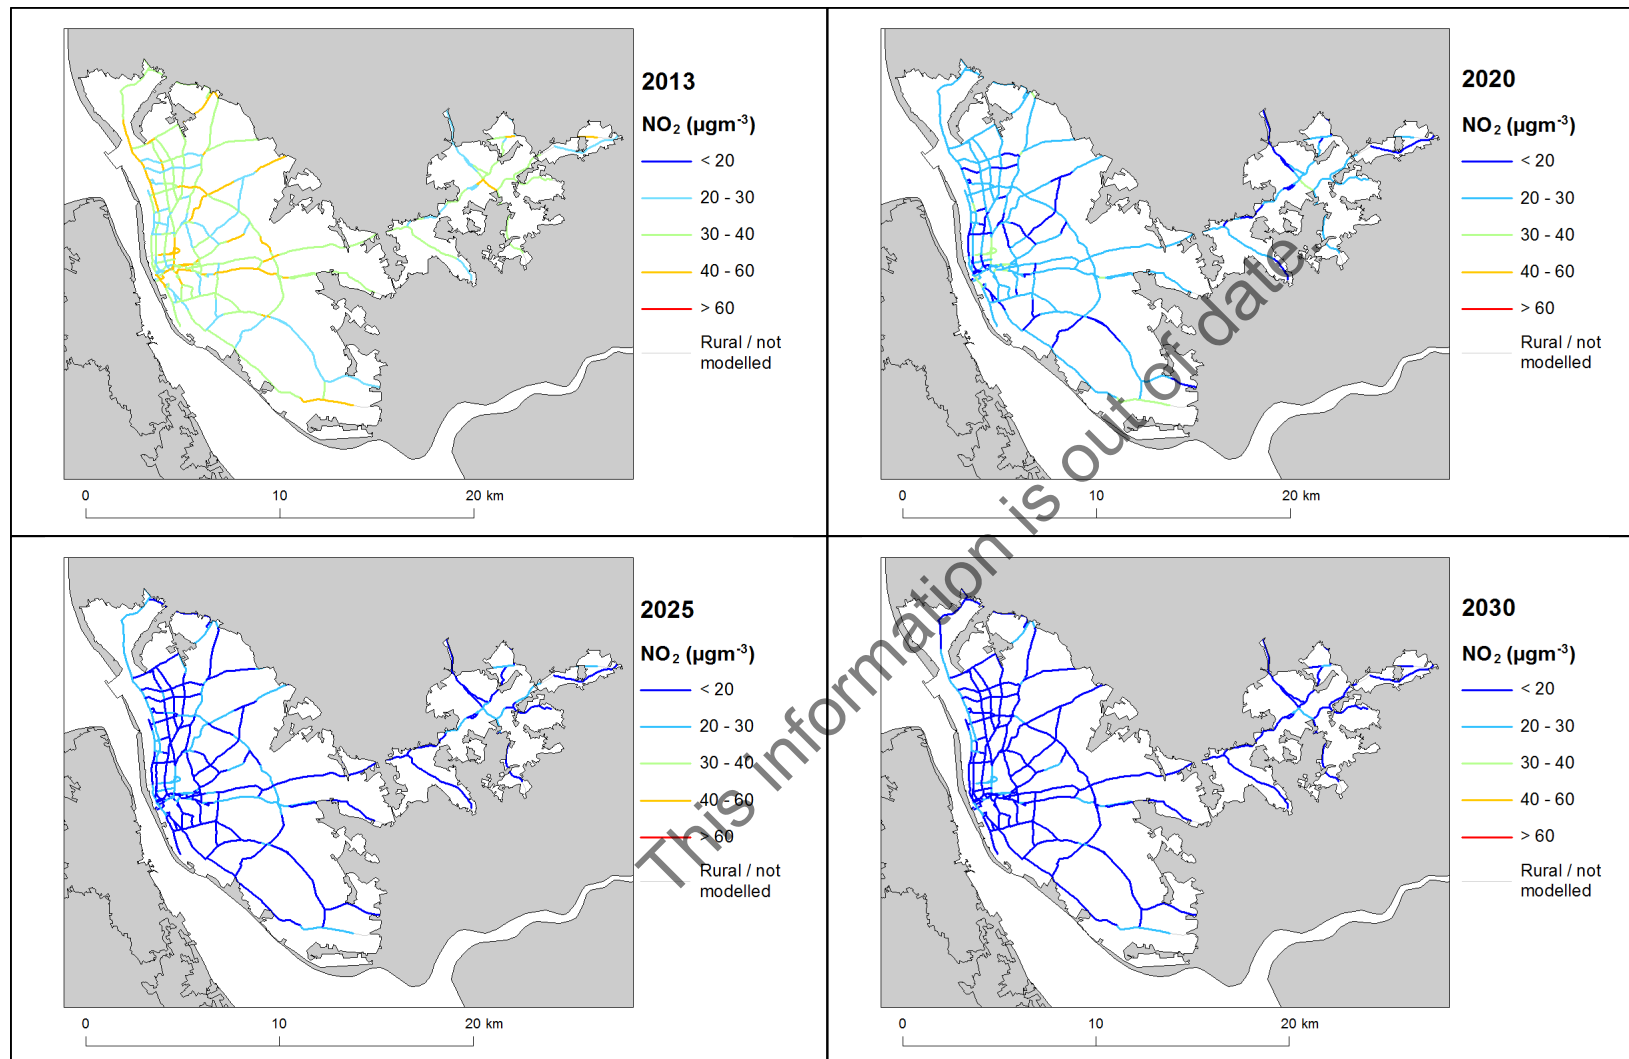 2013
NO₂ (µgm⁻³)
< 20
20 - 30
30 - 40
40 - 60
> 60
Rural / not
modelled
0 10 20 km
2020
NO₂ (µgm⁻³)
< 20
20 - 30
30 - 40
40 - 60
> 60
Rural / not
modelled
0 10 20 km
2025
NO₂ (µgm⁻³)
< 20
20 - 30
30 - 40
40 - 60
> 60
Rural / not
modelled
0 10 20 km
2030
NO₂ (µgm⁻³)
< 20
20 - 30
30 - 40
40 - 60
> 60
Rural / not
modelled
0 10 20 km
This information is out of date.